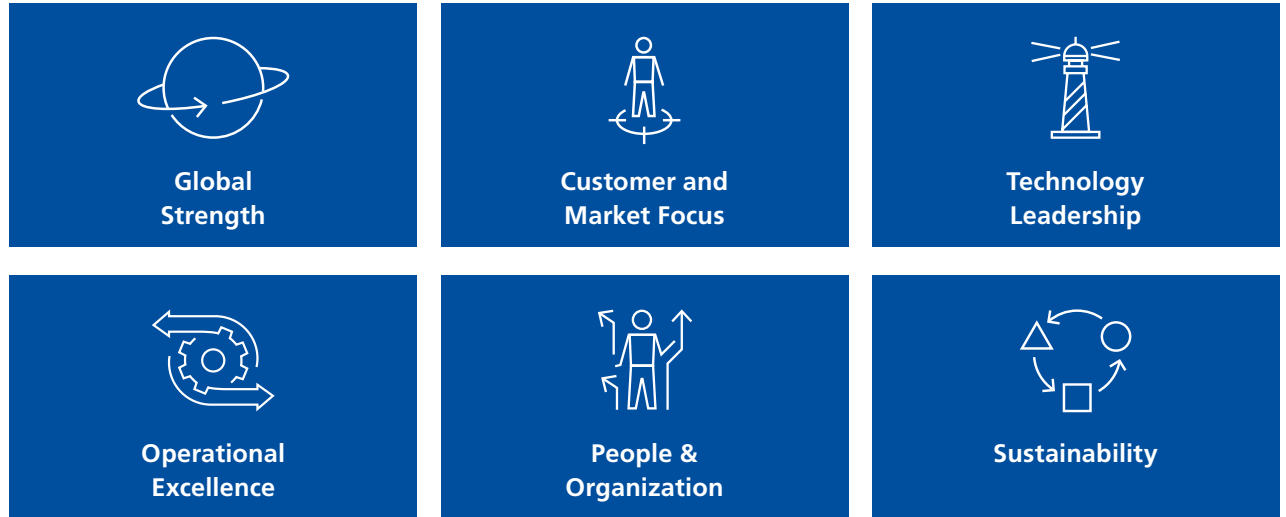 Global
Strength
Customer and
Market Focus
Technology
Leadership
Operational
Excellence
People &
Organization
Sustainability